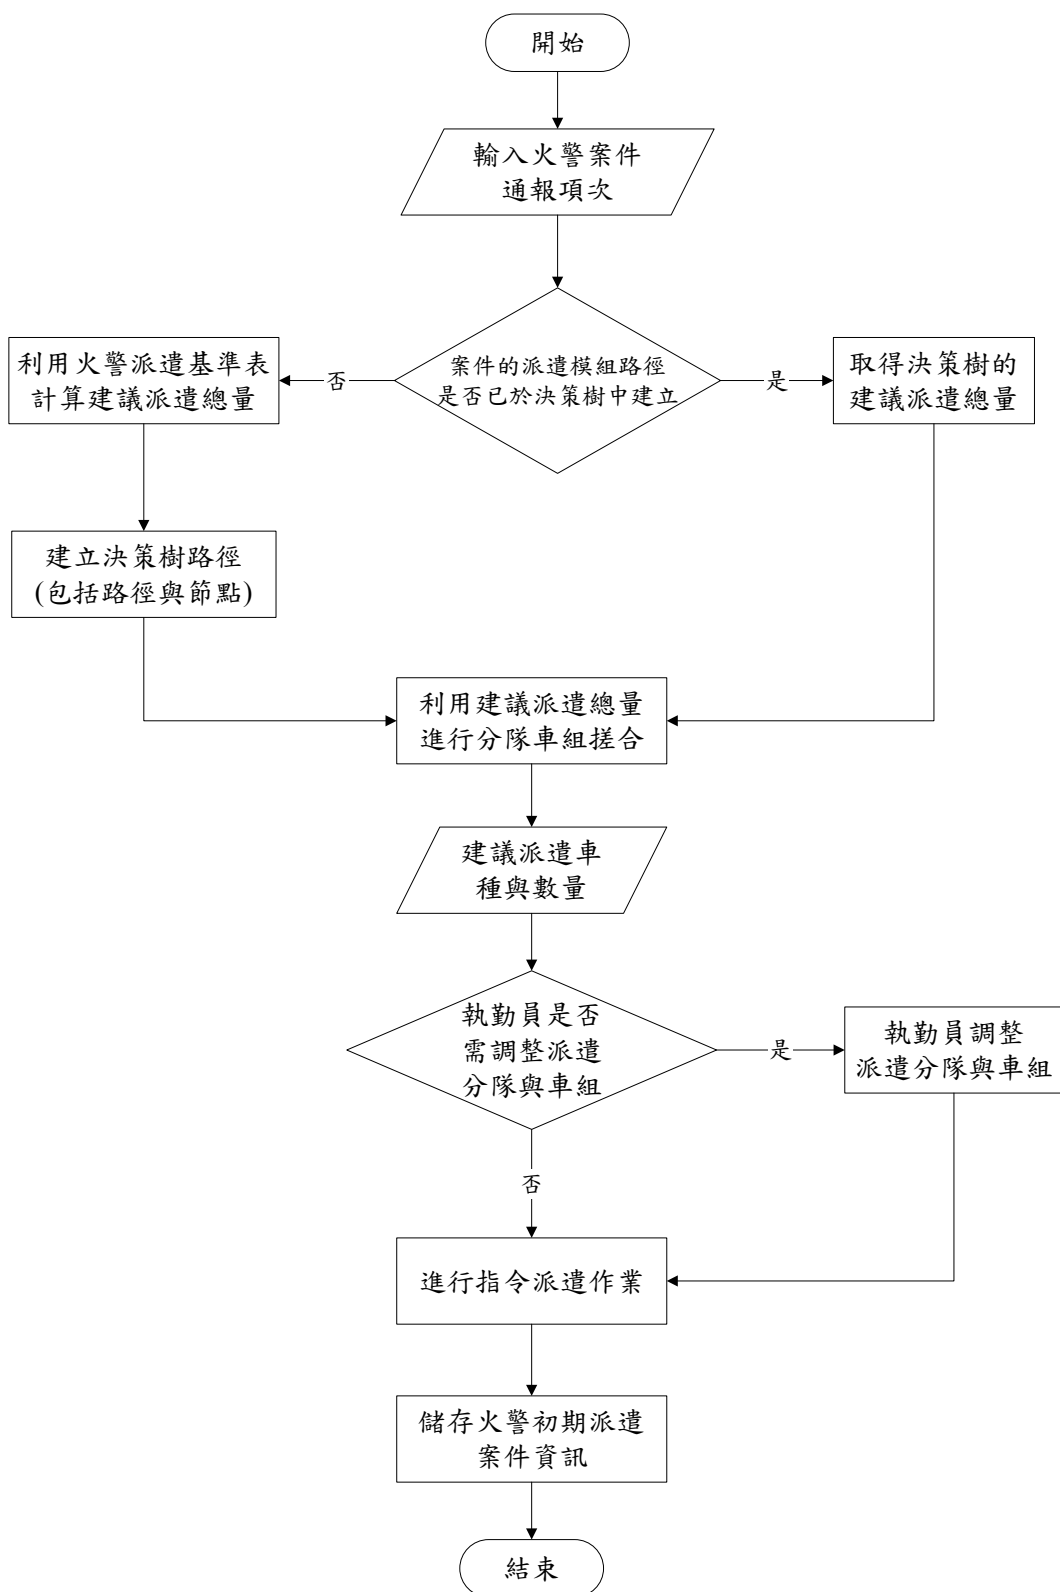 開始
輸入火警案件
通報項次
案件的派遣模組路徑
是否已於決策樹中建立
否
是
利用火警派遣基準表
計算建議派遣總量
取得決策樹的
建議派遣總量
建立決策樹路徑
(包括路徑與節點)
利用建議派遣總量
進行分隊車組搓合
建議派遣車
種與數量
執勤員是否
需調整派遣
分隊與車組
是
執勤員調整
派遣分隊與車組
否
進行指令派遣作業
儲存火警初期派遣
案件資訊
結束